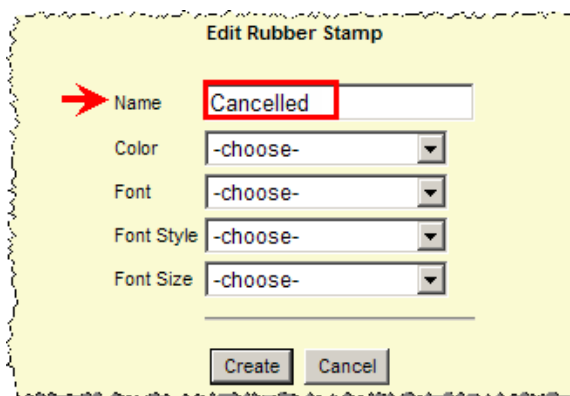 Edit Rubber Stamp
Name Cancelled
Color -choose-
Font -choose-
Font Style -choose-
Font Size -choose-
Create Cancel